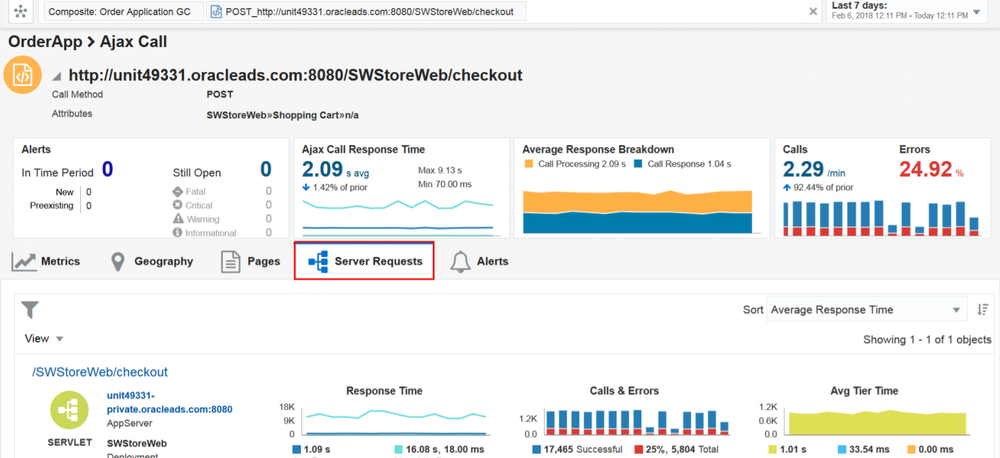 Composite: Order Application GC
POST_http://unit49331.oracleads.com:8080/SWStoreWeb/checkout
Last 7 days:
Feb 6, 2018 12:11 PM - Today 12:11 PM
OrderApp > Ajax Call
http://unit49331.oracleads.com:8080/SWStoreWeb/checkout
Call Method POST
Attributes SWStoreWeb»Shopping Cart»n/a
Alerts
In Time Period 0
New 0
Preexisting 0
Still Open 0
Fatal 0
Critical 0
Warning 0
Informational 0
Ajax Call Response Time
2.09 s avg
1.42% of prior
Max 9.13 s
Min 70.00 ms
Average Response Breakdown
Call Processing 2.09 s Call Response 1.04 s
Calls
2.29 /min
92.44% of prior
Errors
24.92 %
Metrics Geography Pages Server Requests Alerts
Sort Average Response Time
View
Showing 1 - 1 of 1 objects
/SWStoreWeb/checkout
SERVLET
unit49331-
private.oracleads.com:8080
AppServer
SWStoreWeb
Deployment
Response Time
18K
9K
0
1.09 s 16.08 s, 18.00 ms
Calls & Errors
1.2K
0.0
17,465 Successful 25%, 5,804 Total
Avg Tier Time
1.2K
0.6K
0.0
1.01 s 33.54 ms 0.00 ms